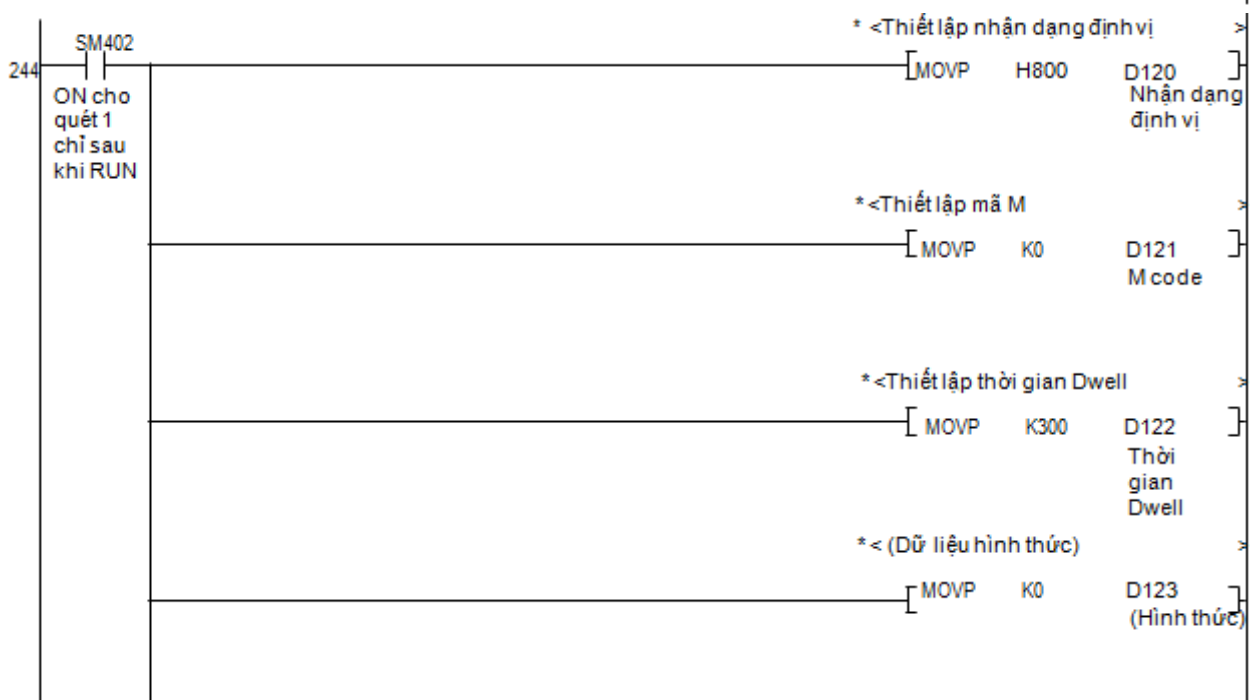 * <Thiết lập nhận dạng định vị >
SM402
244
MOVP H800 D120
ON cho
quét 1
chỉ sau
khi RUN
Nhận dạng
định vị
* <Thiết lập mã M >
MOVP K0 D121
M code
* <Thiết lập thời gian Dwell >
MOVP K300 D122
Thời
gian
Dwell
* < (Dữ liệu hình thức) >
MOVP K0 D123
(Hình thức)